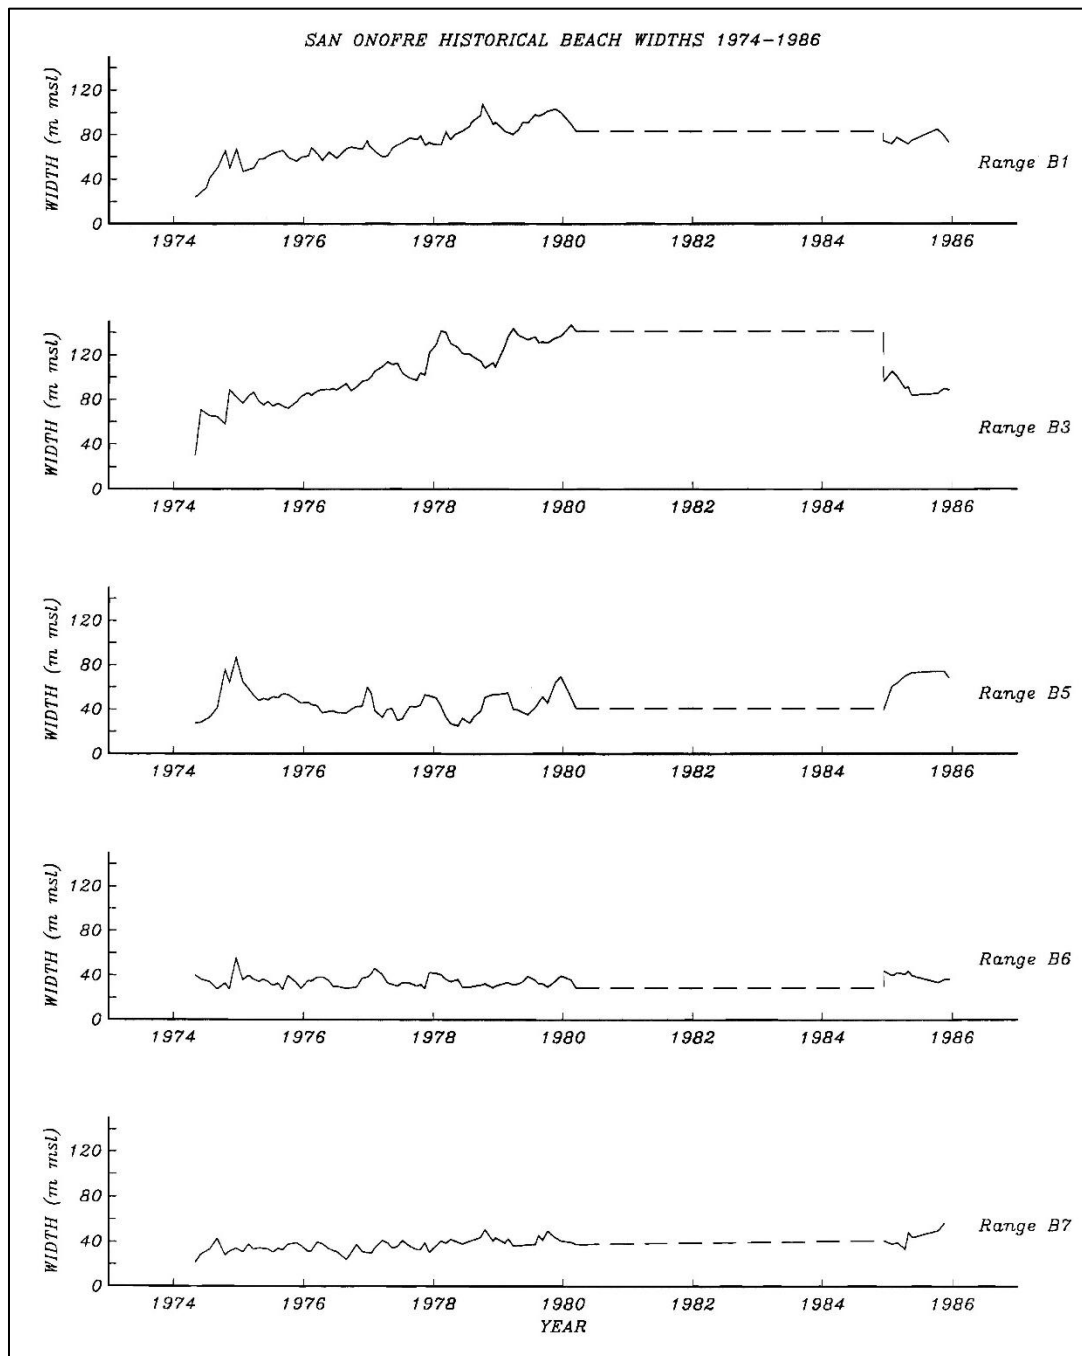 SAN ONOFRE HISTORICAL BEACH WIDTHS 1974-1986
WIDTH (m msl)
120
80
40
0
1974 1976 1978 1980 1982 1984 1986
Range B1
WIDTH (m msl)
120
80
40
0
1974 1976 1978 1980 1982 1984 1986
Range B3
WIDTH (m msl)
120
80
40
0
1974 1976 1978 1980 1982 1984 1986
Range B5
WIDTH (m msl)
120
80
40
0
1974 1976 1978 1980 1982 1984 1986
Range B6
WIDTH (m msl)
120
80
40
0
1974 1976 1978 1980 1982 1984 1986
Range B7
YEAR